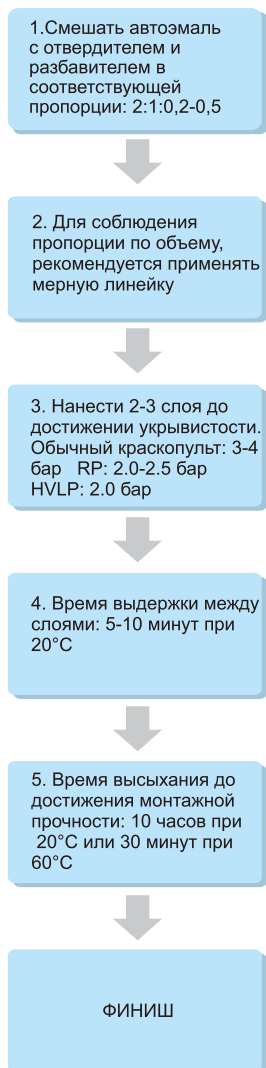 1.Смешать автоэмаль
с отвердителем и
разбавителем в
соответствующей
пропорции: 2:1:0,2-0,5
2. Для соблюдения
пропорции по объему,
рекомендуется применять
мерную линейку
3. Нанести 2-3 слоя до
достижении укрывистости.
Обычный краскопульт: 3-4
бар RP: 2.0-2.5 бар
HVLP: 2.0 бар
4. Время выдержки между
слоями: 5-10 минут при
20°C
5. Время высыхания до
достижения монтажной
прочности: 10 часов при
20°C или 30 минут при
60°C
ФИНИШ